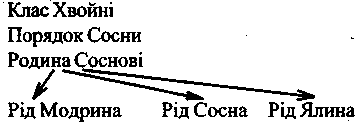 Клас Хвойні
Порядок Сосни
Родина Соснові
Рід Модрина Рід Сосна Рід Ялина